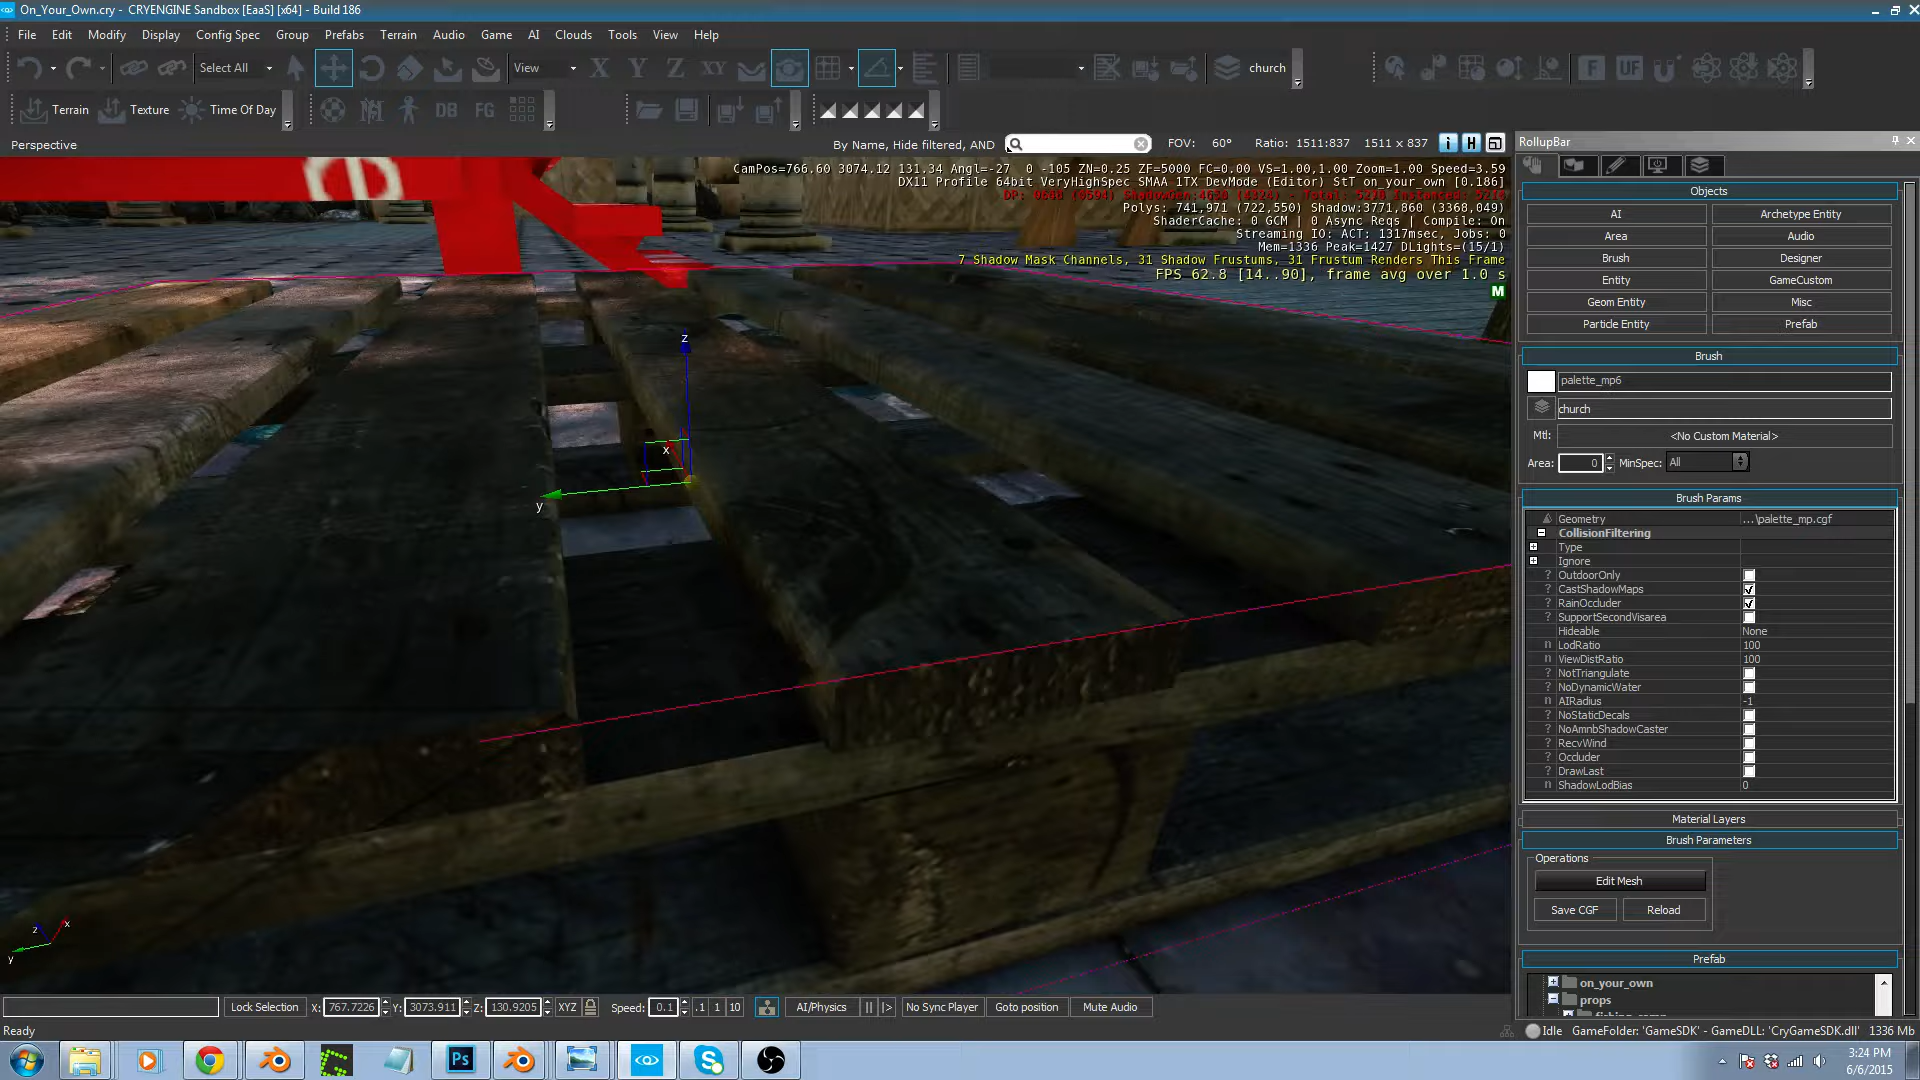 On_Your_Own.cry - CRYENGINE Sandbox [EaaS] [x64] - Build 186
File Edit Modify Display Config Spec Group Prefabs Terrain Audio Game AI Clouds Tools View Help
Select All View X Y Z XY church F UF
Terrain Texture Time Of Day DB FG
Perspective By Name, Hide filtered, AND FOV: 60° Ratio: 1511:837 1511 x 837 i H
CamPos=766.60 3074.12 131.34 Angl=-27 0 -105 ZN=0.25 ZF=5000 FC=0.00 VS=1.00,1.00 Zoom=1.00 Speed=3.59
DX11 Profile 64bit VeryHighSpec SMAA 1TX DevMode (Editor) StT on_your_own [0.186]
Polys: 741,971 (722,550) Shadow:3771,860 (3368,049)
ShaderCache: 0 GCM | 0 Async Reqs | Compile: On
Streaming IO: ACT: 1317msec, Jobs: 0
Mem=1336 Peak=1427 DLights=(15/1)
7 Shadow Mask Channels, 31 Shadow Frustums, 31 Frustum Renders This Frame
FPS 62.8 [14..90], frame avg over 1.0 s
M
z
x
y
z x
y
RollupBar
Objects
AI Archetype Entity
Area Audio
Brush Designer
Entity GameCustom
Geom Entity Misc
Particle Entity Prefab
Brush
palette_mp6
church
Mtl: <No Custom Material>
Area: 0 MinSpec: All
Brush Params
Geometry ...\palette_mp.cgf
CollisionFiltering
Type
Ignore
OutdoorOnly
CastShadowMaps
RainOccluder
SupportSecondVisarea
Hideable None
LodRatio 100
ViewDistRatio 100
NotTriangulate
NoDynamicWater
AIRadius -1
NoStaticDecals
NoAmnbShadowCaster
RecvWind
Occluder
DrawLast
ShadowLodBias 0
Material Layers
Brush Parameters
Operations
Edit Mesh
Save CGF Reload
Prefab
on_your_own
props
Lock Selection X: 767.7226 Y: 3073.911 Z: 130.9205 XYZ Speed: 0.1 .1 1 10 AI/Physics No Sync Player Goto position Mute Audio
Ready Idle GameFolder: 'GameSDK' - GameDLL: 'CryGameSDK.dll' 1336 Mb
Ps
3:24 PM
6/6/2015